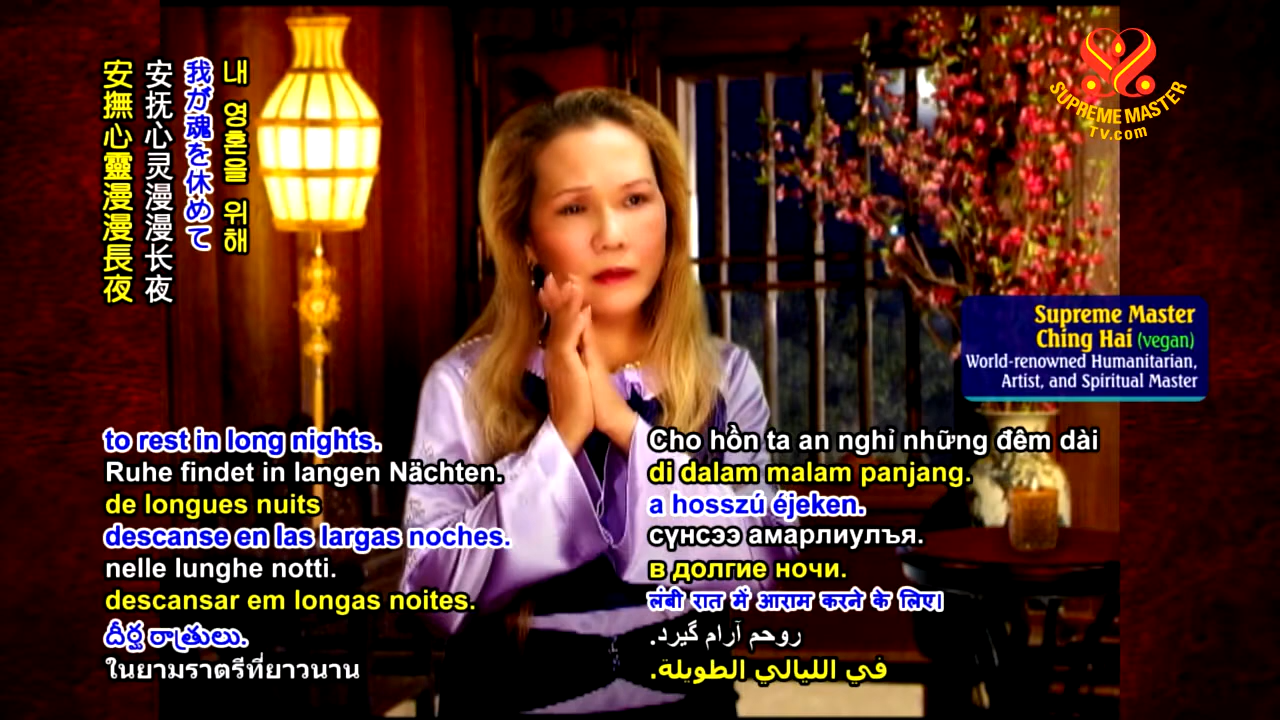 安撫心靈漫漫長夜
安抚心灵漫漫长夜
我が魂を休めて
내 영혼을 위해
SUPREME MASTER
TV.com
Supreme Master
Ching Hai (vegan)
World-renowned Humanitarian,
Artist, and Spiritual Master
to rest in long nights.
Ruhe findet in langen Nächten.
de longues nuits
descanse en las largas noches.
nelle lunghe notti.
descansar em longas noites.
దీర్ఘ రాత్రులు.
ในยามราตรีที่ยาวนาน
Cho hồn ta an nghỉ những đêm dài
di dalam malam panjang.
a hosszú éjeken.
сүнсээ амарлиулъя.
в долгие ночи.
लंबी रात में आराम करने के लिए।
روحم آرام گیرد.
في الليالي الطويلة.